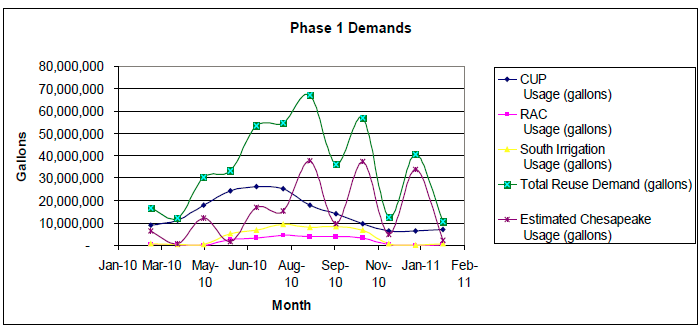 Phase 1 Demands
80,000,000
70,000,000
60,000,000
50,000,000
40,000,000
30,000,000
20,000,000
10,000,000
-
Gallons
Jan-10 Mar-10 May- Jun-10 Aug- Sep- Nov- Jan-11 Feb-
10 10 10 10 11
Month
CUP
Usage (gallons)
RAC
Usage (gallons)
South Irrigation
Usage (gallons)
Total Reuse Demand (gallons)
Estimated Chesapeake
Usage (gallons)